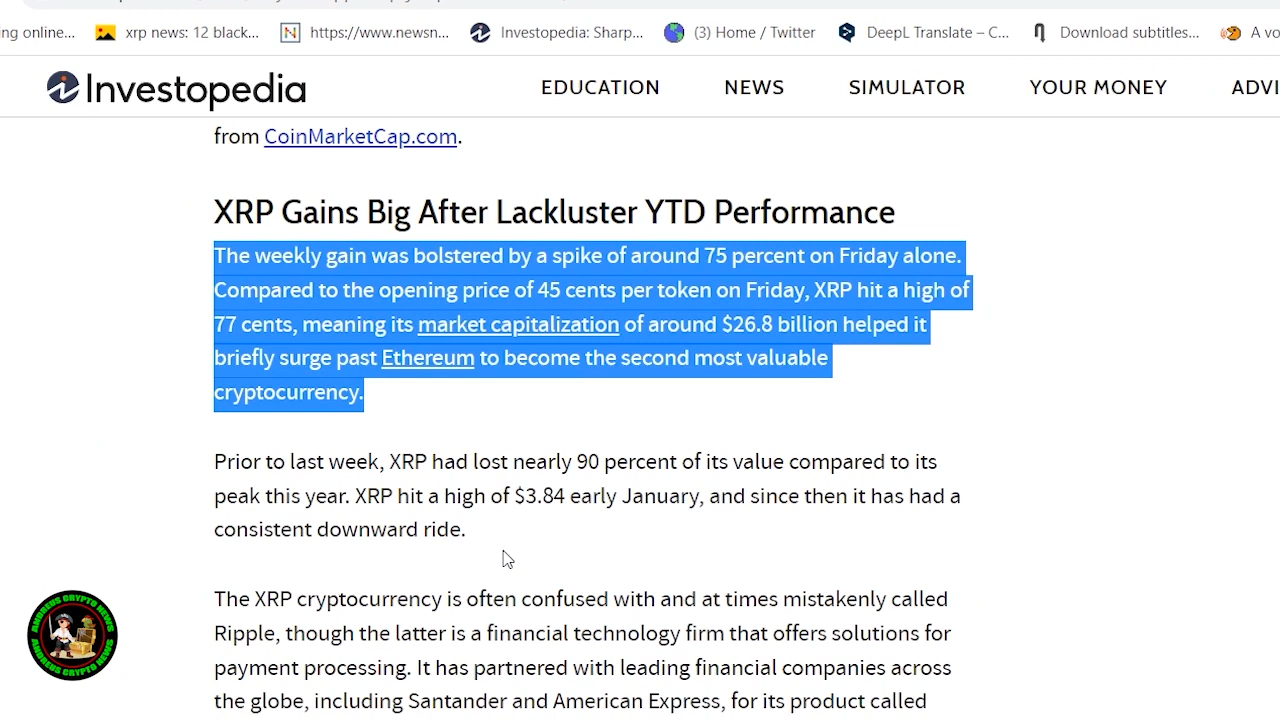 ing online... xrp news: 12 black... https://www.newsn... Investopedia: Sharp... (3) Home / Twitter DeepL Translate – C... Download subtitles... A vo
Investopedia EDUCATION NEWS SIMULATOR YOUR MONEY ADVI
from CoinMarketCap.com.
XRP Gains Big After Lackluster YTD Performance
The weekly gain was bolstered by a spike of around 75 percent on Friday alone.
Compared to the opening price of 45 cents per token on Friday, XRP hit a high of
77 cents, meaning its market capitalization of around $26.8 billion helped it
briefly surge past Ethereum to become the second most valuable
cryptocurrency.
Prior to last week, XRP had lost nearly 90 percent of its value compared to its
peak this year. XRP hit a high of $3.84 early January, and since then it has had a
consistent downward ride.
The XRP cryptocurrency is often confused with and at times mistakenly called
Ripple, though the latter is a financial technology firm that offers solutions for
payment processing. It has partnered with leading financial companies across
the globe, including Santander and American Express, for its product called
ANDREUS CRYPTO NEWS
ANDREUS CRYPTO NEWS